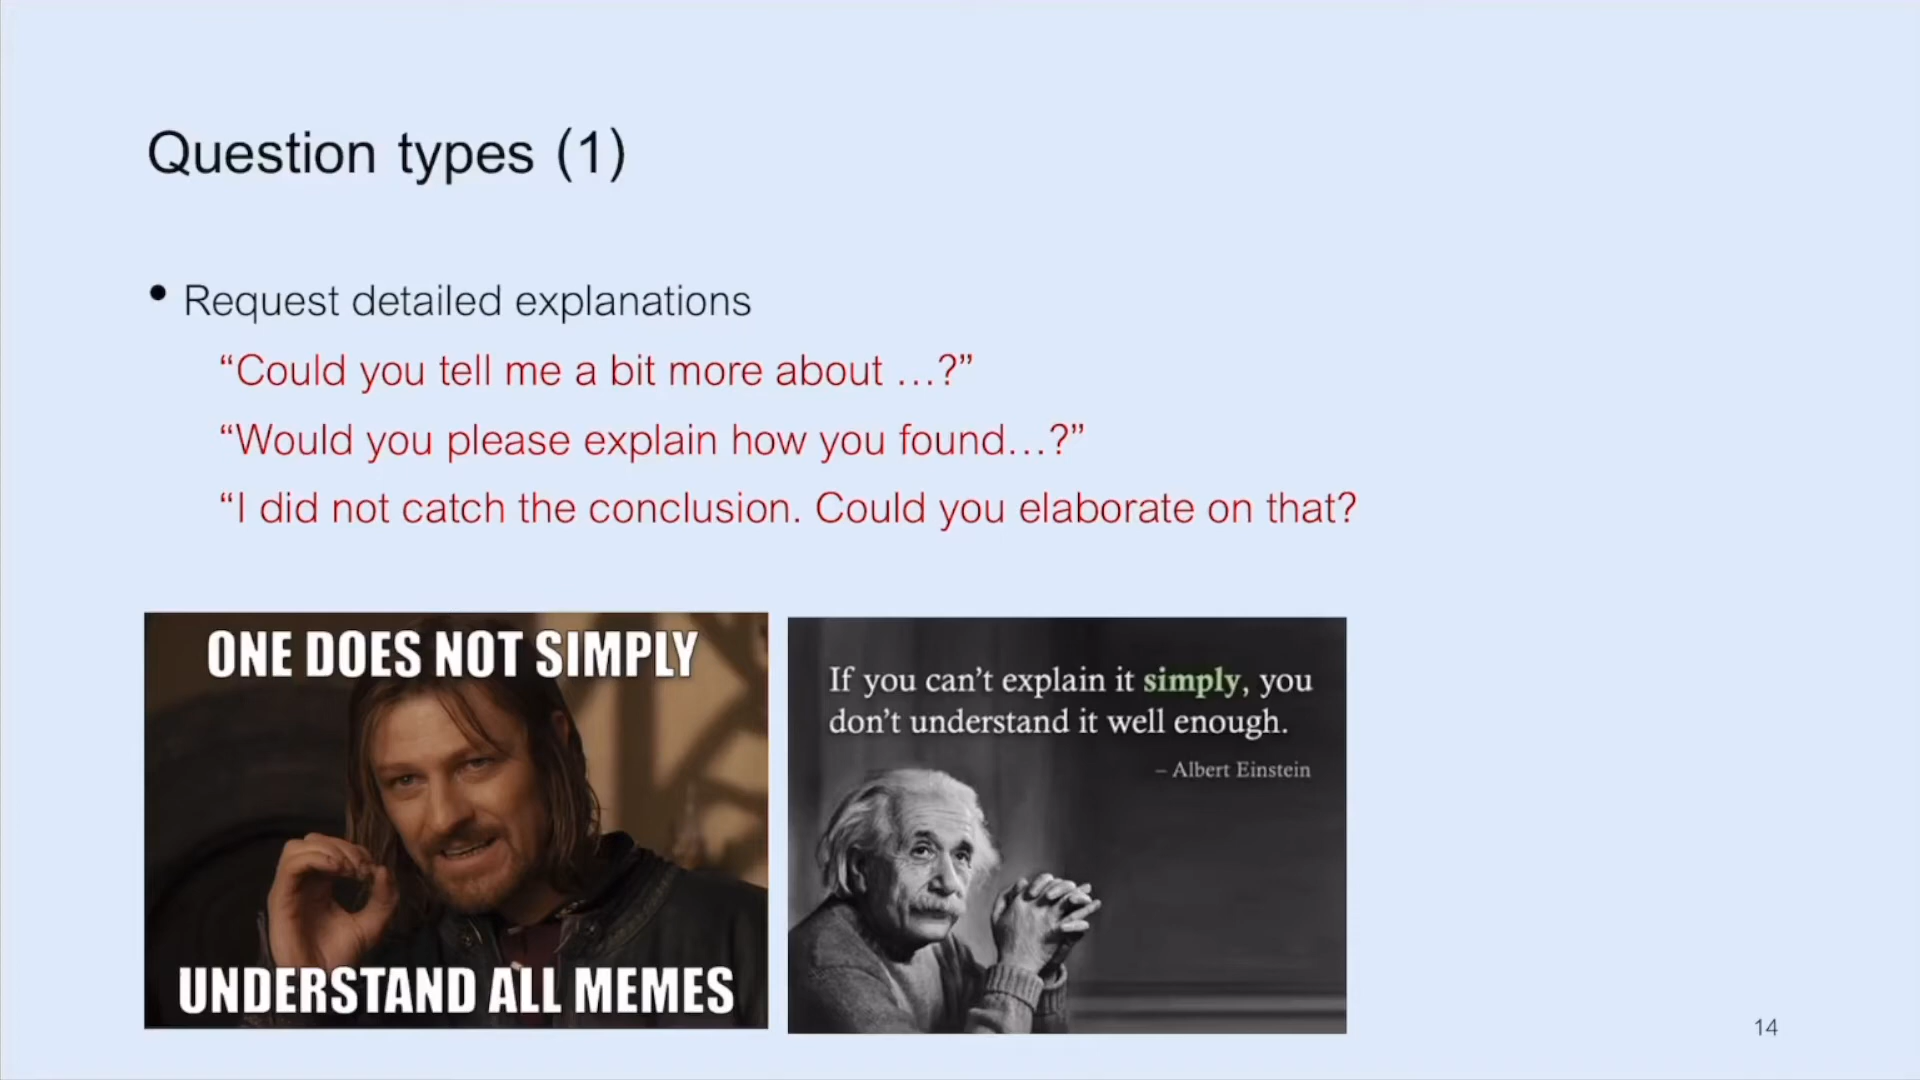 Question types (1)
• Request detailed explanations
“Could you tell me a bit more about …?”
“Would you please explain how you found…?”
“I did not catch the conclusion. Could you elaborate on that?
ONE DOES NOT SIMPLY
UNDERSTAND ALL MEMES
If you can’t explain it simply, you
don’t understand it well enough.
– Albert Einstein
14